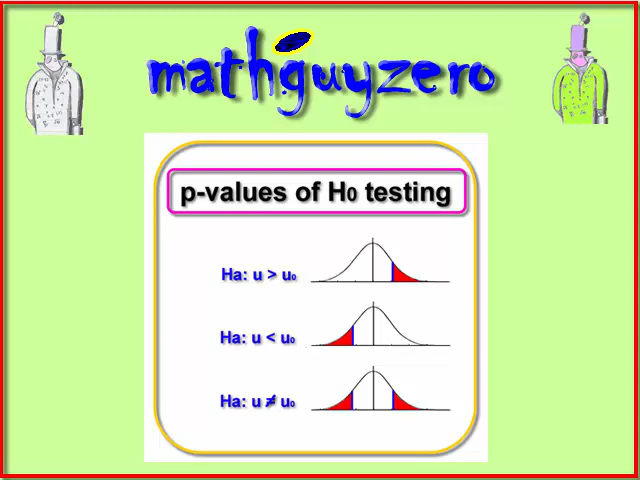 mathguyzero
p-values of H0 testing
Ha: u > u₀
Ha: u < u₀
Ha: u ≠ u₀